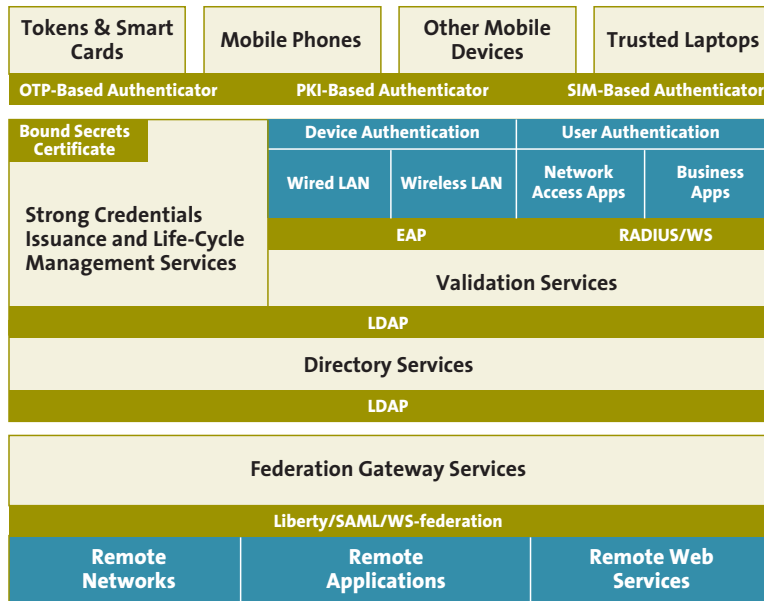 Tokens & Smart
Cards
Mobile Phones
Other Mobile
Devices
Trusted Laptops
OTP-Based Authenticator
PKI-Based Authenticator
SIM-Based Authenticator
Bound Secrets
Certificate
Strong Credentials
Issuance and Life-Cycle
Management Services
Device Authentication
User Authentication
Wired LAN
Wireless LAN
Network
Access Apps
Business
Apps
EAP
RADIUS/WS
Validation Services
LDAP
Directory Services
LDAP
Federation Gateway Services
Liberty/SAML/WS-federation
Remote
Networks
Remote
Applications
Remote Web
Services